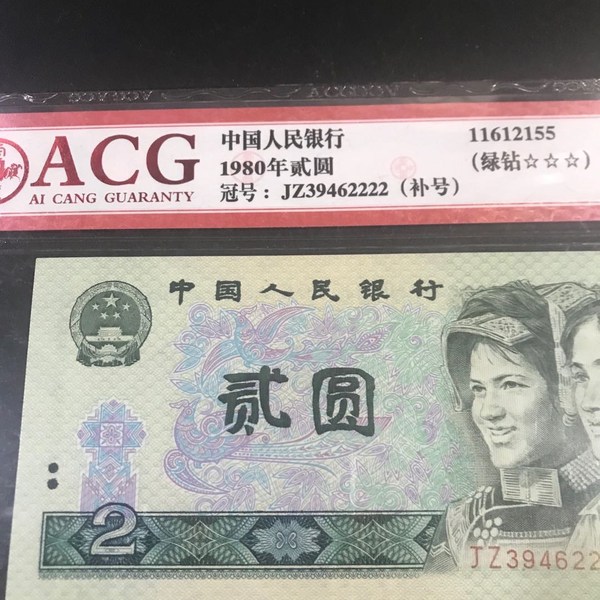 ACG
AI CANG GUARANTY
中国人民银行
1980年贰圆
冠号：JZ39462222（补号）
11612155
（绿钻☆☆☆）
中国人民银行
贰圆
2
JZ3946222